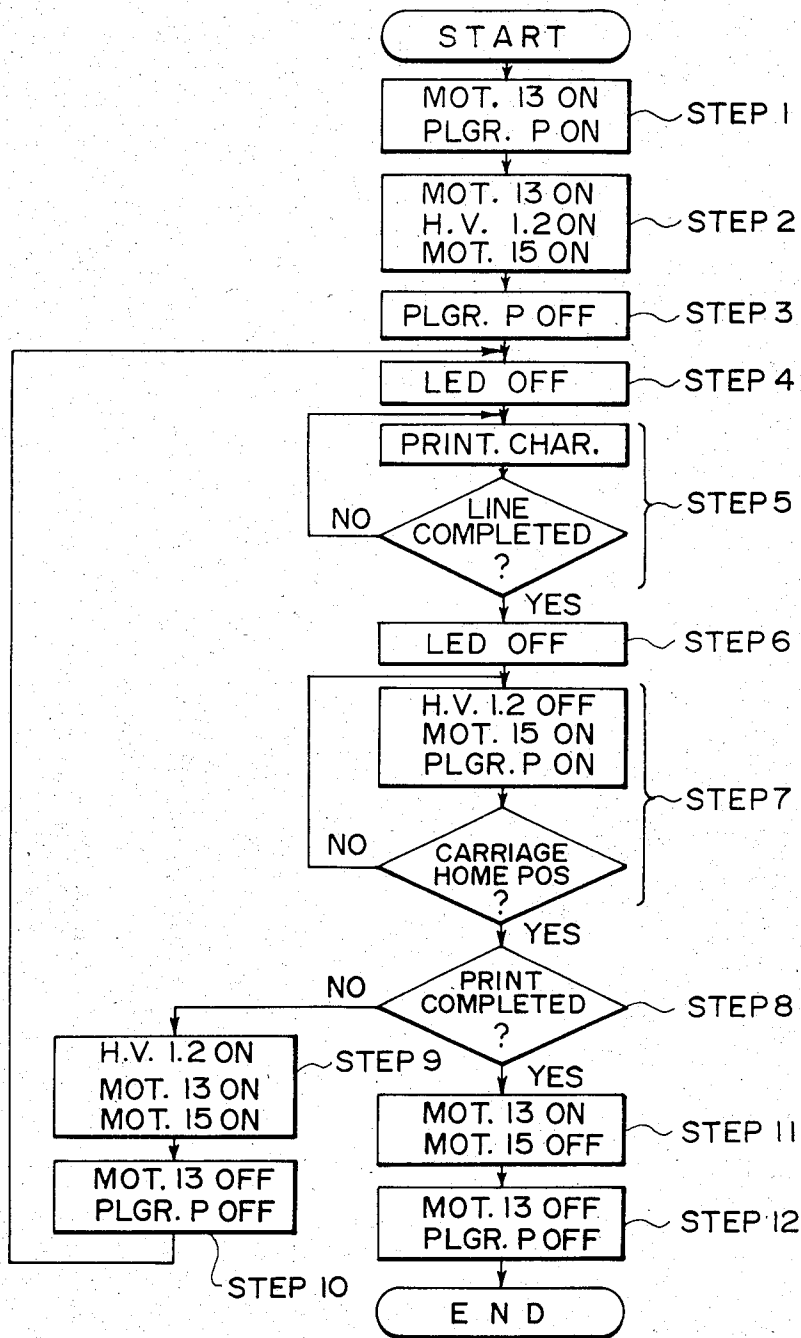 START
MOT. 13 ON
PLGR. P ON
STEP 1
MOT. 13 ON
H.V. 1.2 ON
MOT. 15 ON
STEP 2
PLGR. P OFF
STEP 3
LED OFF
STEP 4
PRINT. CHAR.
LINE
COMPLETED
?
NO
STEP 5
YES
LED OFF
STEP 6
H.V. 1.2 OFF
MOT. 15 ON
PLGR. P ON
STEP 7
CARRIAGE
HOME POS
?
NO
YES
PRINT
COMPLETED
?
NO
STEP 8
YES
H.V. 1.2 ON
MOT. 13 ON
MOT. 15 ON
STEP 9
MOT. 13 OFF
PLGR. P OFF
STEP 10
MOT. 13 ON
MOT. 15 OFF
STEP 11
MOT. 13 OFF
PLGR. P OFF
STEP 12
END